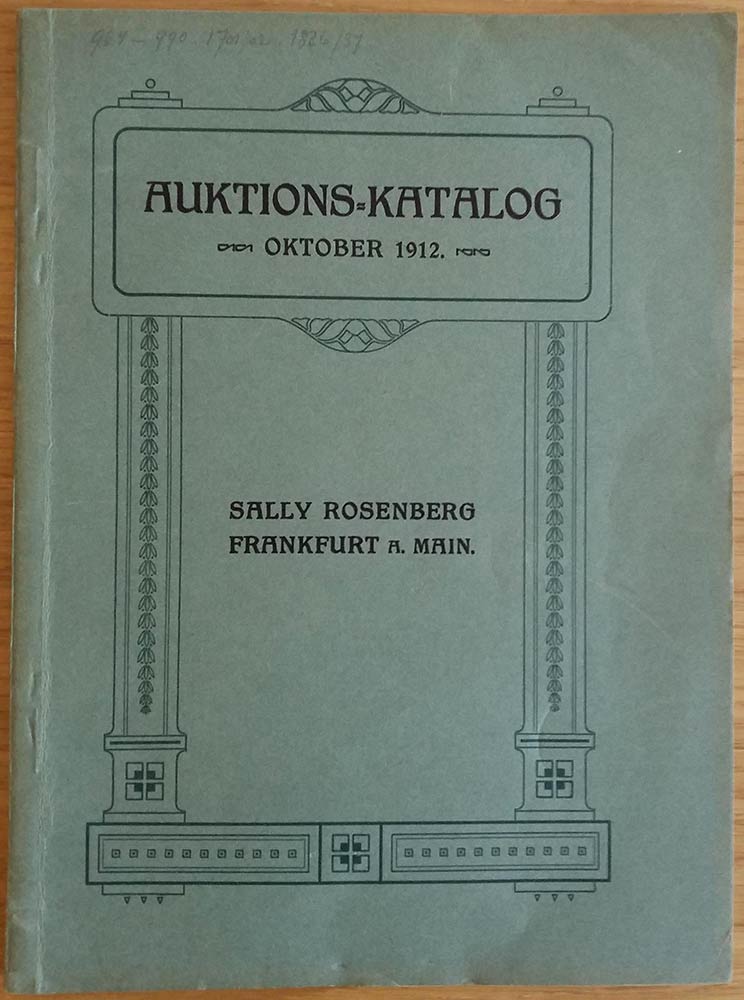 AUKTIONS=KATALOG
OKTOBER 1912.
SALLY ROSENBERG
FRANKFURT A. MAIN.